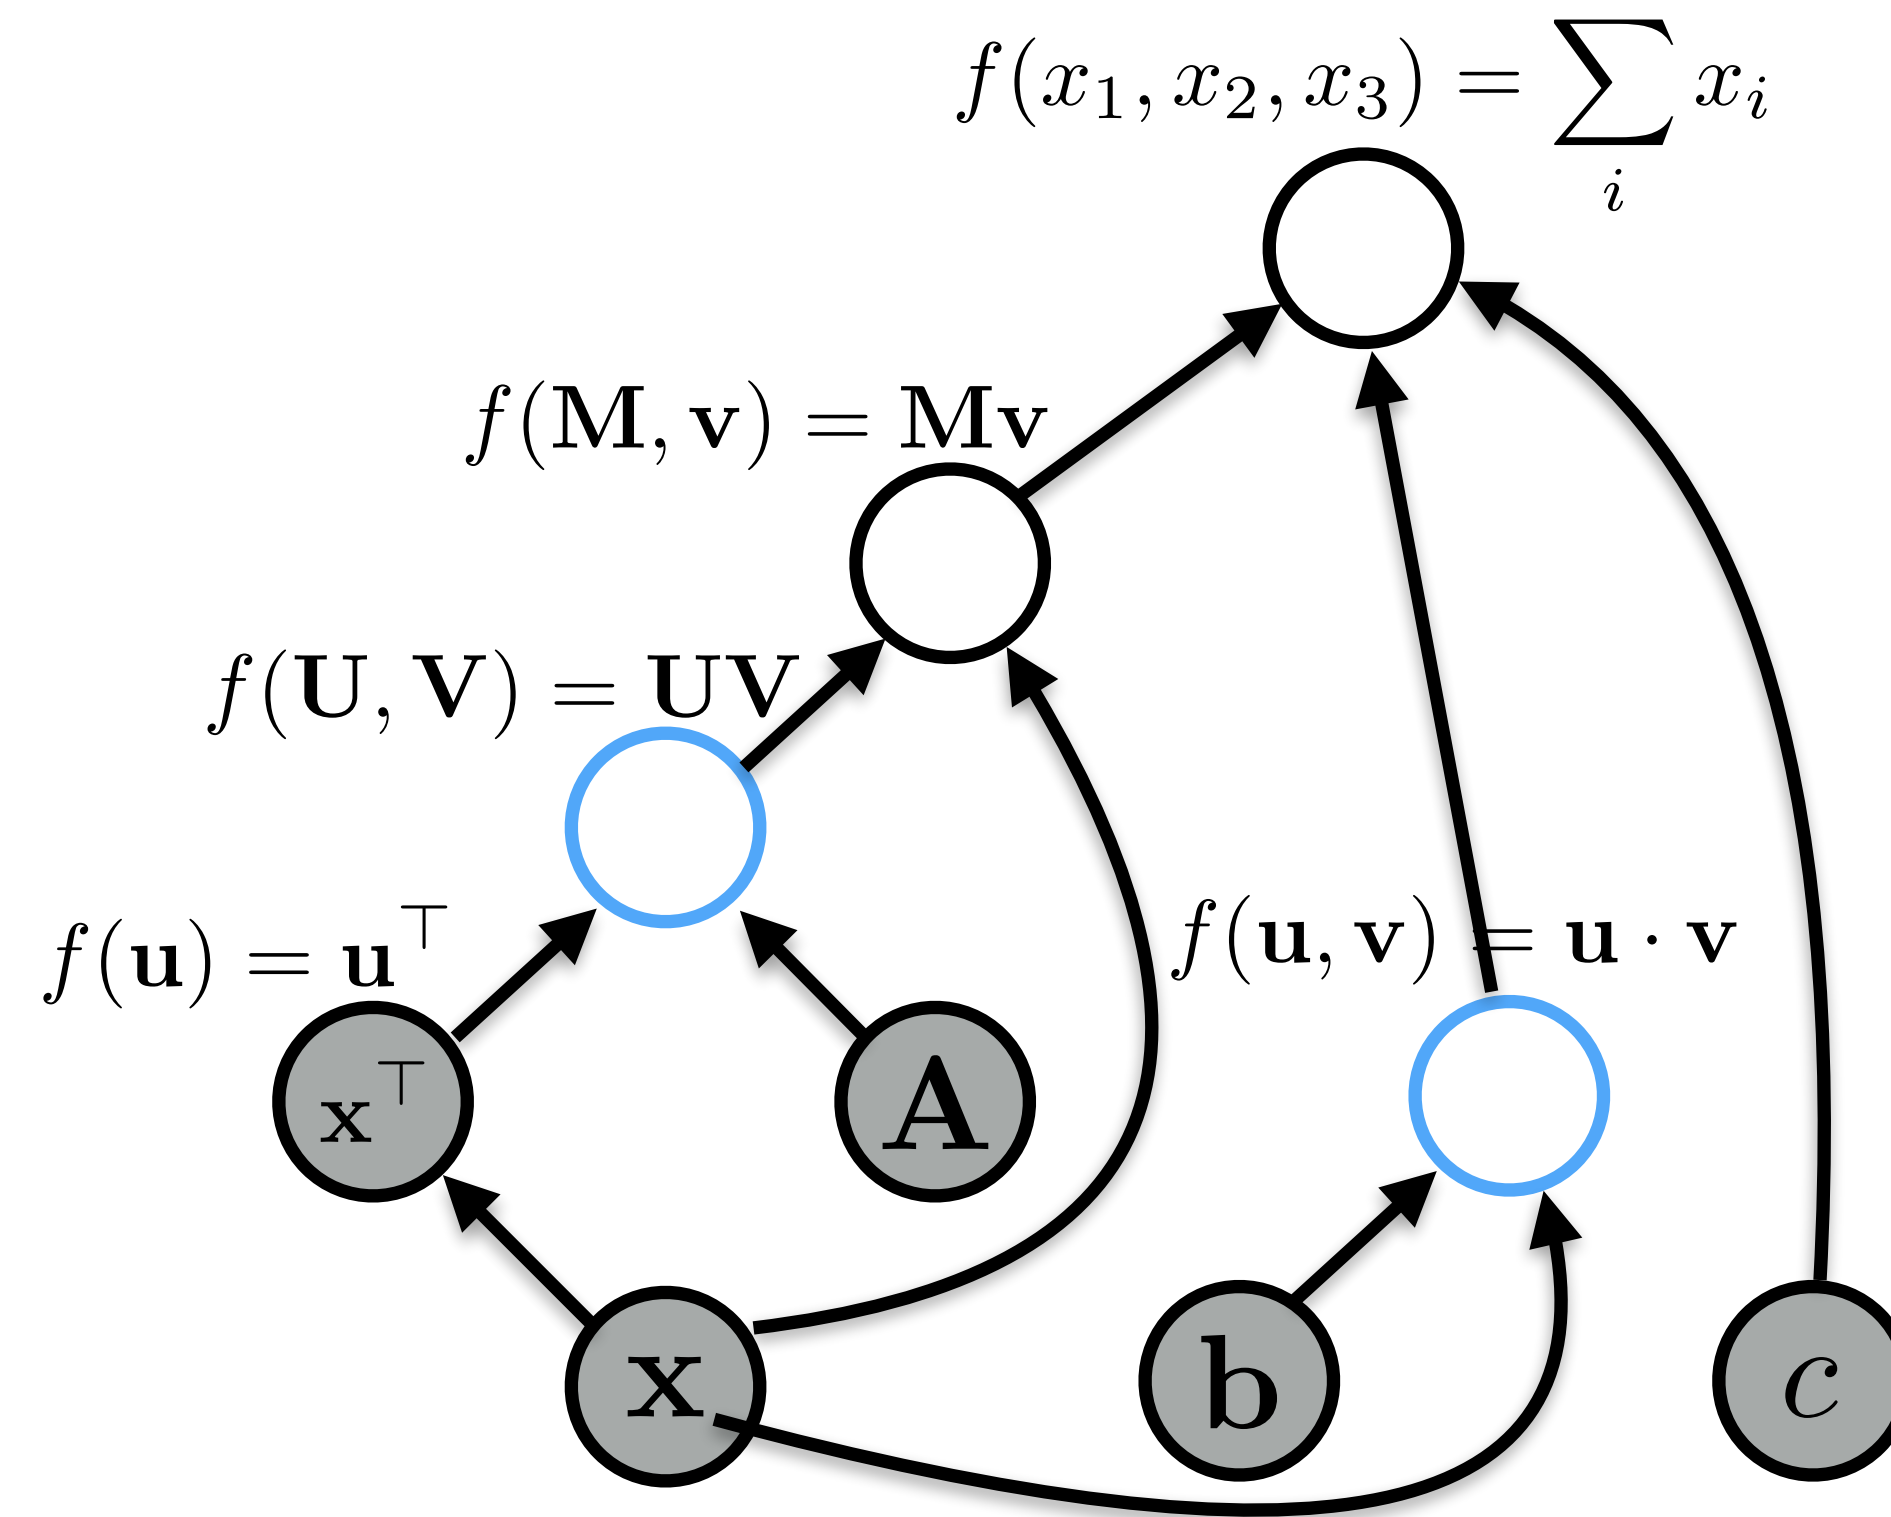 f(x₁, x₂, x₃) = ∑ᵢ xᵢ
f(M, v) = Mv
f(U, V) = UV
f(u) = u⊤
f(u, v) = u · v
x⊤
A
x
b
c